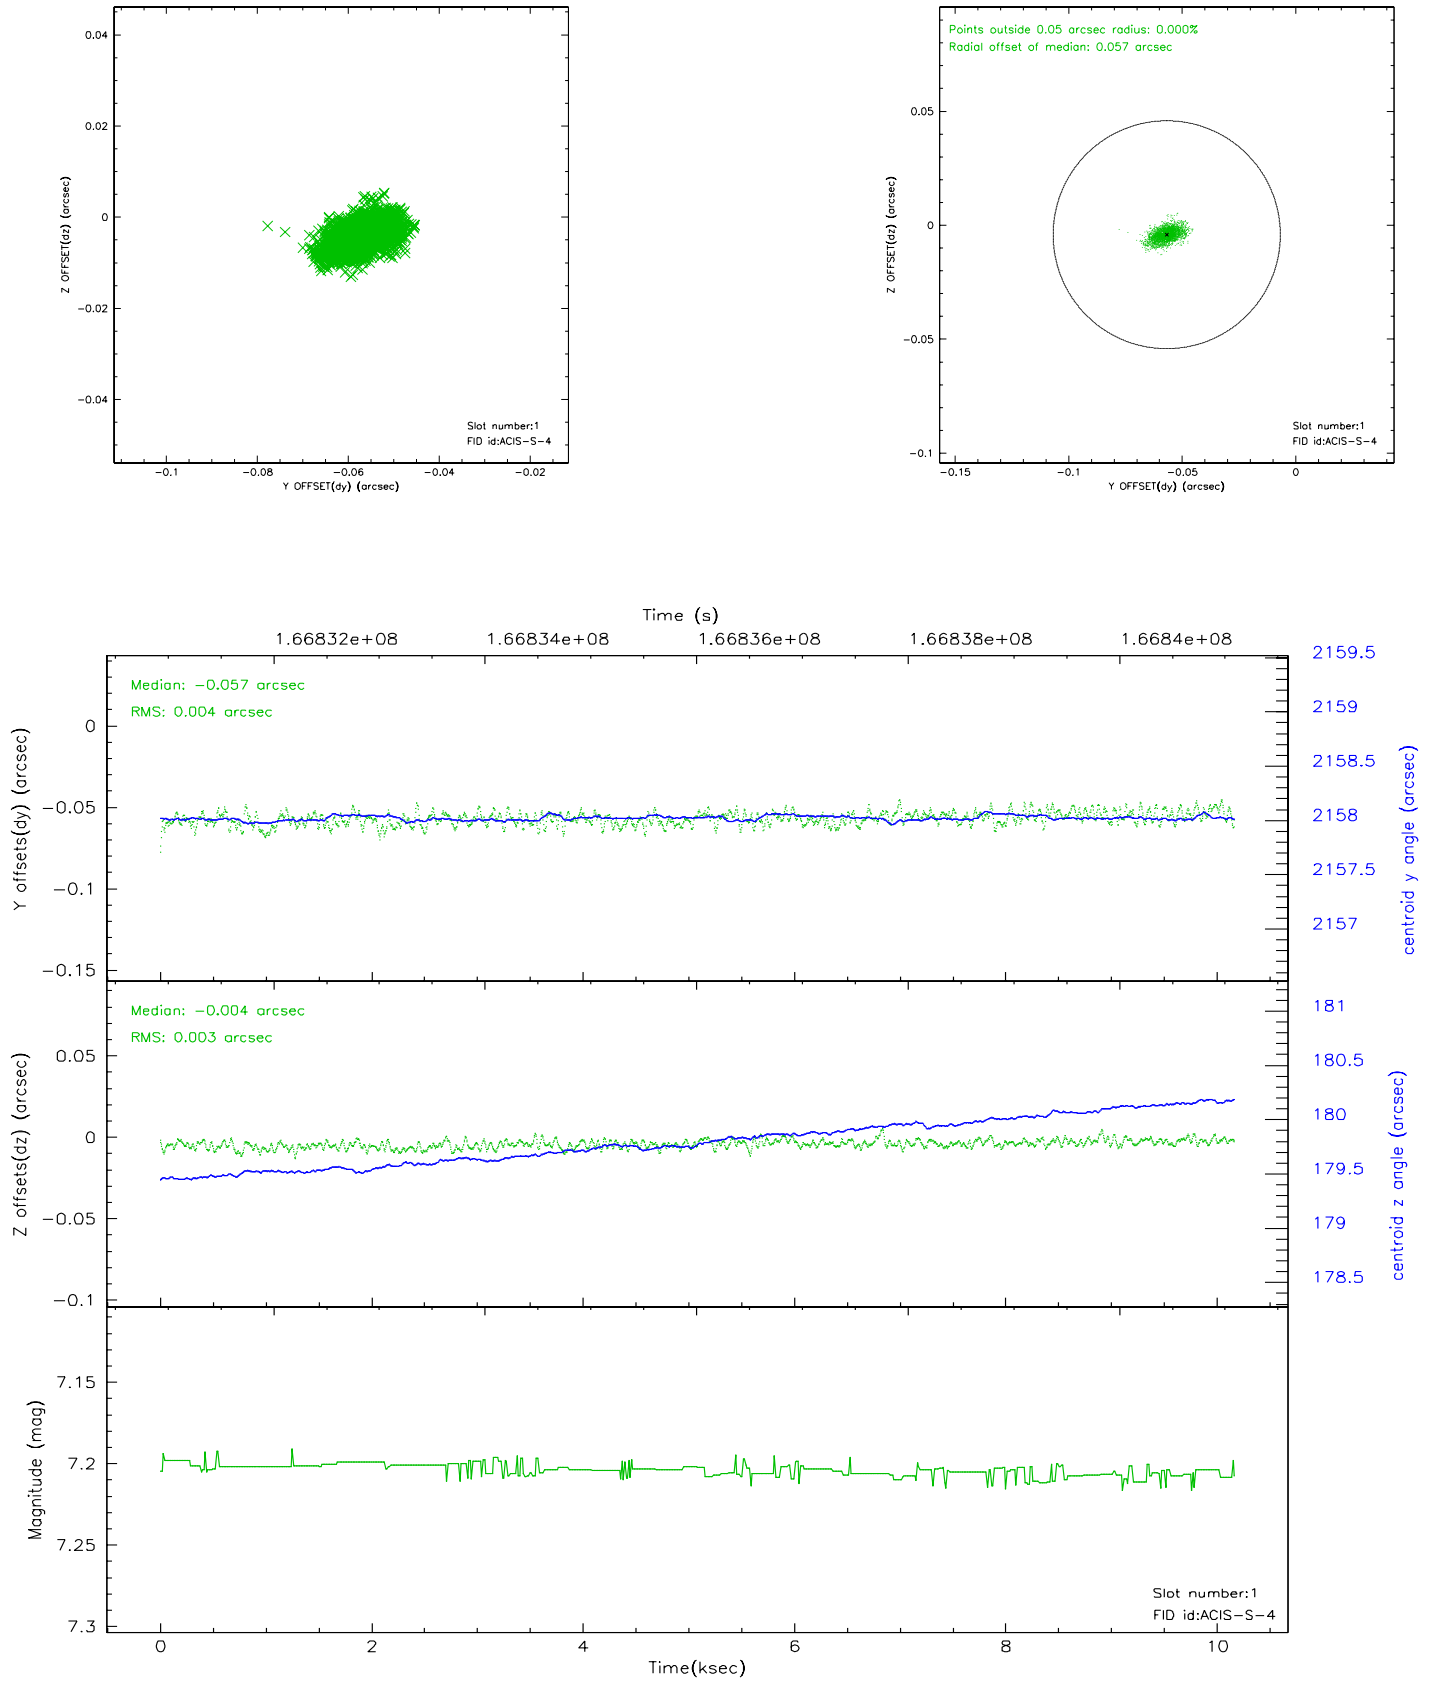 0.04
0.02
0
−0.02
−0.04
Z OFFSET(dz) (arcsec)
Slot number:1
FID id:ACIS−S−4
−0.1
−0.08
−0.06
−0.04
−0.02
Y OFFSET(dy) (arcsec)
Points outside 0.05 arcsec radius: 0.000%
Radial offset of median: 0.057 arcsec
0.05
0
−0.05
−0.1
Z OFFSET(dz) (arcsec)
Slot number:1
FID id:ACIS−S−4
−0.15
−0.1
−0.05
0
Y OFFSET(dy) (arcsec)
Time (s)
1.66832e+08
1.66834e+08
1.66836e+08
1.66838e+08
1.6684e+08
Median: −0.057 arcsec
RMS: 0.004 arcsec
0
−0.05
−0.1
−0.15
Y offsets(dy) (arcsec)
2159.5
2159
2158.5
2158
2157.5
2157
centroid y angle (arcsec)
Median: −0.004 arcsec
RMS: 0.003 arcsec
0.05
0
−0.05
−0.1
Z offsets(dz) (arcsec)
181
180.5
180
179.5
179
178.5
centroid z angle (arcsec)
7.15
7.2
7.25
7.3
Magnitude (mag)
Slot number:1
FID id:ACIS−S−4
0
2
4
6
8
10
Time(ksec)